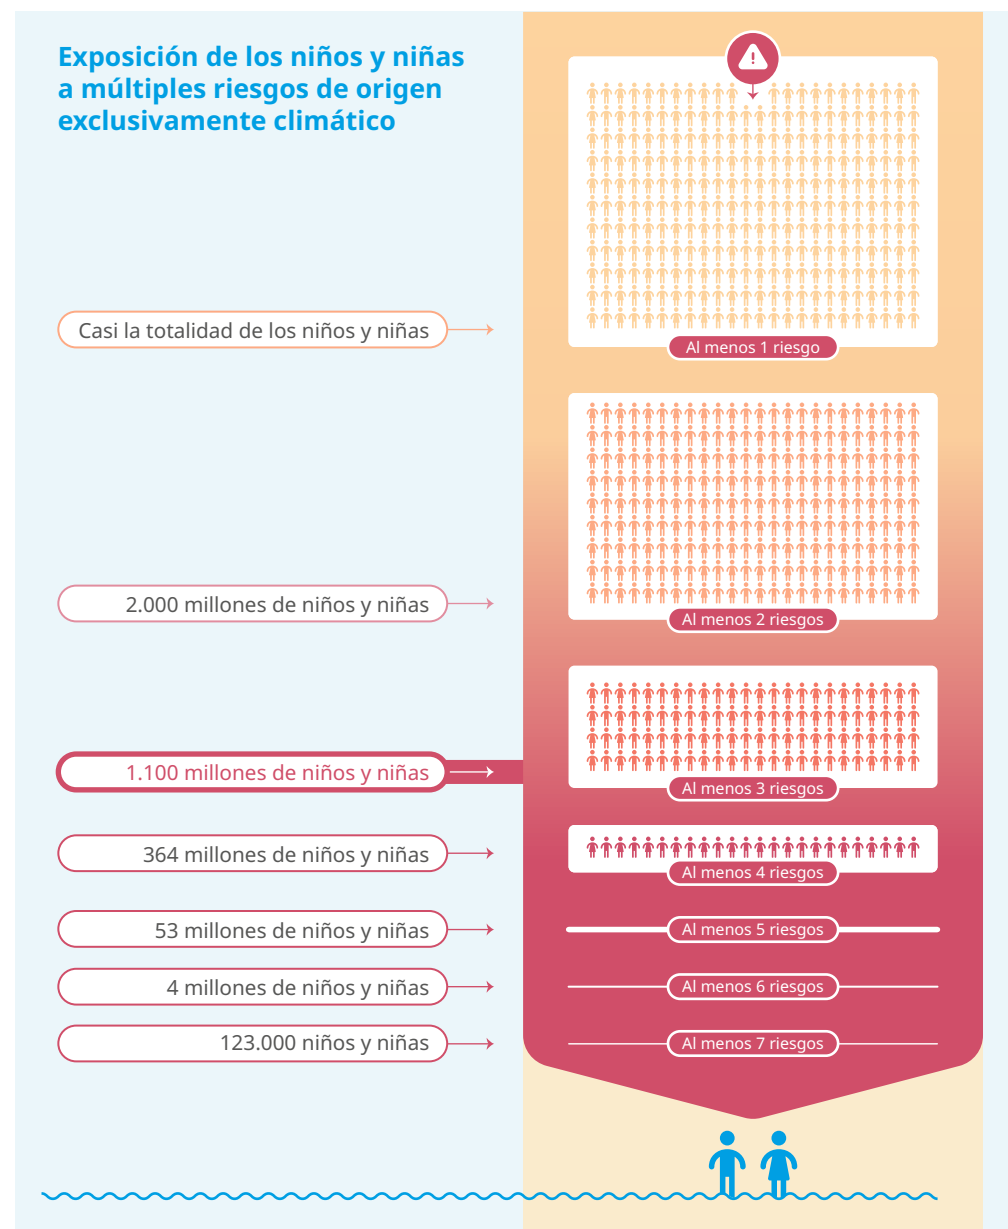 Exposición de los niños y niñas
a múltiples riesgos de origen
exclusivamente climático
Casi la totalidad de los niños y niñas
Al menos 1 riesgo
2.000 millones de niños y niñas
Al menos 2 riesgos
1.100 millones de niños y niñas
Al menos 3 riesgos
364 millones de niños y niñas
Al menos 4 riesgos
53 millones de niños y niñas
Al menos 5 riesgos
4 millones de niños y niñas
Al menos 6 riesgos
123.000 niños y niñas
Al menos 7 riesgos